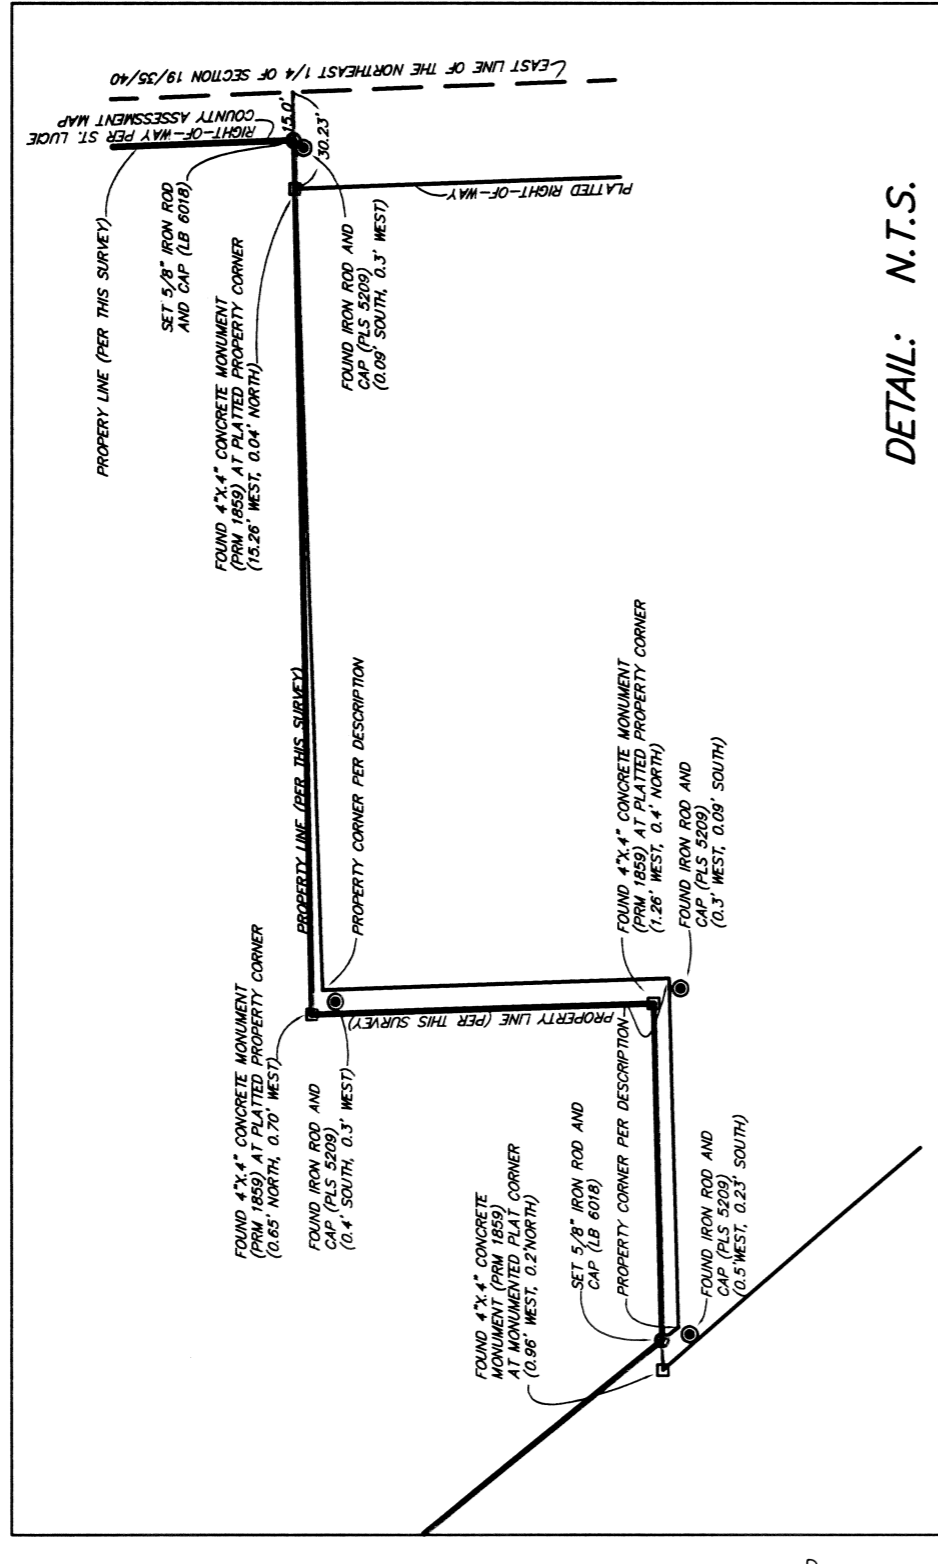 EAST LINE OF THE NORTHEAST 1/4 OF SECTION 19/35/40
RIGHT-OF-WAY PER ST. LUCIE
COUNTY ASSESSMENT MAP
15.0'
30.23'
PLATTED RIGHT-OF-WAY
PROPERY LINE (PER THIS SURVEY)
SET 5/8" IRON ROD
AND CAP (LB 6018)
FOUND 4"X.4" CONCRETE MONUMENT
(PRM 1859) AT PLATTED PROPERTY CORNER
(15.26' WEST, 0.04' NORTH)
FOUND IRON ROD AND
CAP (PLS 5209)
(0.09' SOUTH, 0.3' WEST)
DETAIL: N.T.S.
PROPERTY LINE (PER THIS SURVEY)
PROPERTY CORNER PER DESCRIPTION
FOUND 4"X.4" CONCRETE MONUMENT
(PRM 1859) AT PLATTED PROPERTY CORNER
(1.26' WEST, 0.4' NORTH)
FOUND IRON ROD AND
CAP (PLS 5209)
(0.3' WEST, 0.09' SOUTH)
FOUND 4"X.4" CONCRETE MONUMENT
(PRM 1859) AT PLATTED PROPERTY CORNER
(0.65' NORTH, 0.70' WEST)
FOUND IRON ROD AND
CAP (PLS 5209)
(0.4' SOUTH, 0.3' WEST)
PROPERTY LINE (PER THIS SURVEY)
FOUND 4"X.4" CONCRETE
MONUMENT (PRM 1859)
AT MONUMENTED PLAT CORNER
(0.96' WEST, 0.2'NORTH)
SET 5/8" IRON ROD AND
CAP (LB 6018)
PROPERTY CORNER PER DESCRIPTION
FOUND IRON ROD AND
CAP (PLS 5209)
(0.5'WEST, 0.23' SOUTH)